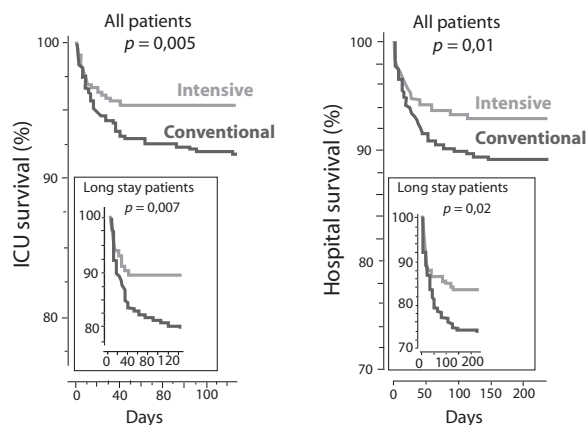 All patients
p = 0,005
100
90
80
ICU survival (%)
Intensive
Conventional
Long stay patients
p = 0,007
100
90
80
0 40 80 120
0 40 80 120
Days
All patients
p = 0,01
100
90
80
70
Hospital survival (%)
Intensive
Conventional
Long stay patients
p = 0,02
100
90
80
70
0 100 200
0 50 100 150 200
Days